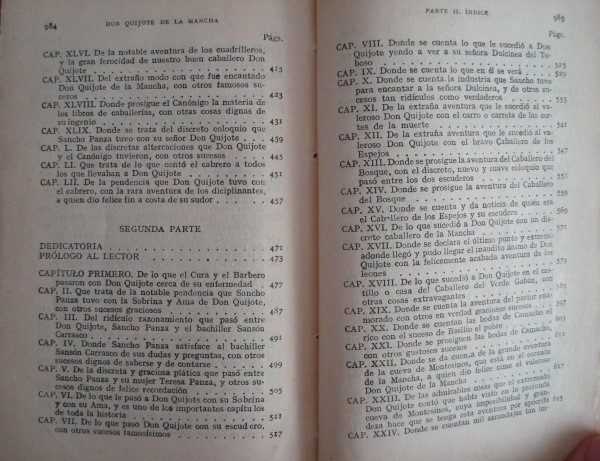 984 DON QUIJOTE DE LA MANCHA
Págs.
CAP. XLVI. De la notable aventura de los cuadrilleros,
y la gran ferocidad de nuestro buen caballero Don
Quijote . . . 415
CAP. XLVII. Del extraño modo con que fué encantado
Don Quijote de la Mancha, con otros famosos su-
cesos . . . 423
CAP. XLVIII. Donde prosigue el Canónigo la materia de
los libros de caballerías, con otras cosas dignas de
su ingenio . . . 431
CAP. XLIX. Donde se trata del discreto coloquio que
Sancho Panza tuvo con su señor Don Quijote . . . 439
CAP. L. De las discretas altercaciones que Don Quijote
y el Canónigo tuvieron, con otros sucesos . . . 445
CAP. LI. Que trata de lo que contó el cabrero a todos
los que llevaban a Don Quijote . . . 451
CAP. LII. De la pendencia que Don Quijote tuvo con
el cabrero, con la rara aventura de los diciplinantes,
a quien dio felice fin a costa de su sudor . . . 457
SEGUNDA PARTE
DEDICATORIA . . . 471
PRÓLOGO AL LECTOR . . . 473
CAPÍTULO PRIMERO. De lo que el Cura y el Barbero
pasaron con Don Quijote cerca de su enfermedad . . . 477
CAP. II. Que trata de la notable pendencia que Sancho
Panza tuvo con la Sobrina y Ama de Don Quijote,
con otros sucesos graciosos . . . 487
CAP. III. Del ridículo razonamiento que pasó entre
Don Quijote, Sancho Panza y el bachiller Sansón
Carrasco . . . 491
CAP. IV. Donde Sancho Panza satisface al bachiller
Sansón Carrasco de sus dudas y preguntas, con otros
sucesos dignos de saberse y de contarse . . . 499
CAP. V. De la discreta y graciosa plática que pasó entre
Sancho Panza y su mujer Teresa Panza, y otros su-
cesos dignos de felice recordación . . . 505
CAP. VI. De lo que le pasó a Don Quijote con su Sobrina
y con su Ama, y es uno de los importantes capítulos
de toda la historia . . . 511
CAP. VII. De lo que pasó Don Quijote con su escudero,
con otros sucesos famosísimos . . . 517
PARTE II. ÍNDICE 985
Págs.
CAP. VIII. Donde se cuenta lo que le sucedió a Don
Quijote yendo a ver a su señora Dulcinea del To-
boso . . . 523
CAP. IX. Donde se cuenta lo que en él se verá . . . 529
CAP. X. Donde se cuenta la industria que Sancho tuvo
para encantar a la señora Dulcinea, y de otros suce-
sos tan ridículos como verdaderos . . . 533
CAP. XI. De la extraña aventura que le sucedió al va-
leroso Don Quijote con el carro o carreta de las cor-
tes de la muerte . . . 541
CAP. XII. De la extraña aventura que le sucedió al va-
leroso Don Quijote con el bravo Caballero de los
Espejos . . . 547
CAP. XIII. Donde se prosigue la aventura del Caballero del
Bosque, con el discreto, nuevo y suave coloquio que
pasó entre los dos escuderos . . . 553
CAP. XIV. Donde se prosigue la aventura del Caballero
del Bosque . . . 559
CAP. XV. Donde se cuenta y da noticia de quién era
el Caballero de los Espejos y su escudero . . . 569
CAP. XVI. De lo que sucedió a Don Quijote con un dis-
creto caballero de la Mancha
CAP. XVII. Donde se declara el último punto y extremo
adonde llegó y pudo llegar el inaudito ánimo de Don
Quijote con la felicemente acabada aventura de los
leones
CAP. XVIII. De lo que sucedió a Don Quijote en el cas-
tillo o casa del Caballero del Verde Gabán, con
otras cosas extravagantes
CAP. XIX. Donde se cuenta la aventura del pastor ena-
morado con otros en verdad graciosos sucesos
CAP. XX. Donde se cuentan las bodas de Camacho el
rico con el suceso de Basilio el pobre
CAP. XXI. Donde se prosiguen las bodas de Camacho,
con otros gustosos sucesos . . . 622
CAP. XXII. Donde se da cuenta de la grande aventura
de la cueva de Montesinos, que está en el corazón
de la Mancha, a quien dio felice cima el valeroso
Don Quijote de la Mancha
CAP. XXIII. De las admirables cosas que el extremado
Don Quijote contó que había visto en la profunda
cueva de Montesinos, cuya imposibilidad y gran-
deza hace que se tenga esta aventura por apócrifa
CAP. XXIV. Donde se cuentan mil zarandajas tan im-